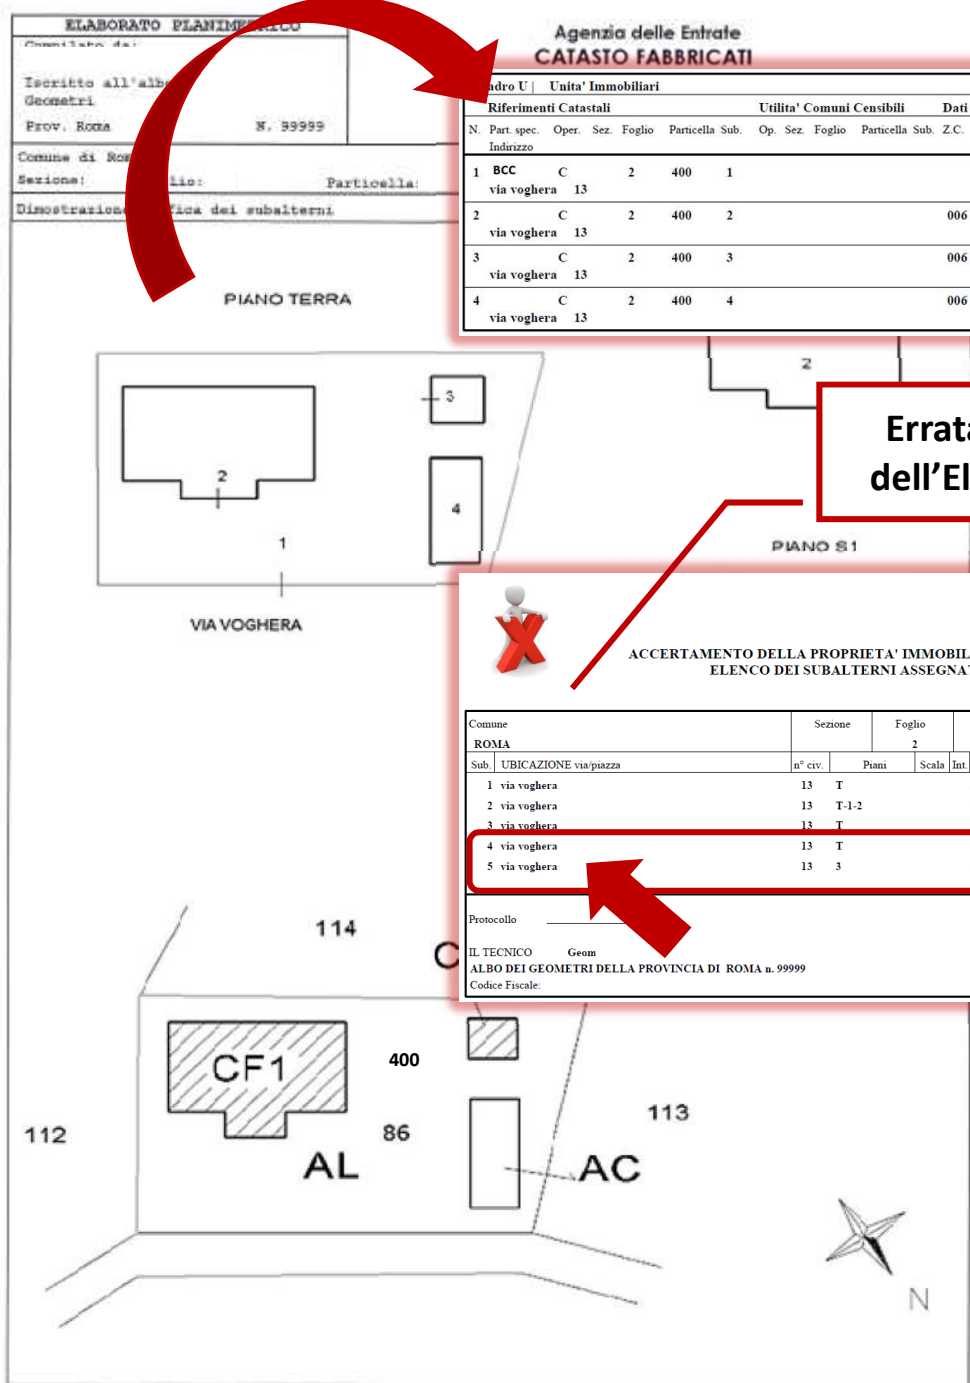 ELABORATO PLANIMETRICO
Compilato da:
Iscritto all'albo
Geometri
Prov. Roma N. 99999
Comune di Roma
Sezione: Particella:
Dimostrazione grafica dei subalterni
Agenzia delle Entrate
CATASTO FABBRICATI
adro U | Unita' Immobiliari
Riferimenti Catastali Utilita' Comuni Censibili Dati
N. Part. spec. Oper. Sez. Foglio Particella Sub. Op. Sez. Foglio Particella Sub. Z.C.
Indirizzo
1 BCC C 2 400 1
via voghera 13
2 C 2 400 2 006
via voghera 13
3 C 2 400 3 006
via voghera 13
4 C 2 400 4 006
via voghera 13
PIANO TERRA
2
3
Errata
dell'El
2
4
1
PIANO S1
VIA VOGHERA
X
ACCERTAMENTO DELLA PROPRIETA' IMMOBIL
ELENCO DEI SUBALTERNI ASSEGNA
Comune Sezione Foglio
ROMA 2
Sub. UBICAZIONE via/piazza n° civ. Piani Scala Int.
1 via voghera 13 T
2 via voghera 13 T-1-2
3 via voghera 13 T
4 via voghera 13 T
5 via voghera 13 3
Protocollo
IL TECNICO Geom
ALBO DEI GEOMETRI DELLA PROVINCIA DI ROMA n. 99999
Codice Fiscale:
114
C
CF1
400
112
86
113
AL
AC
N